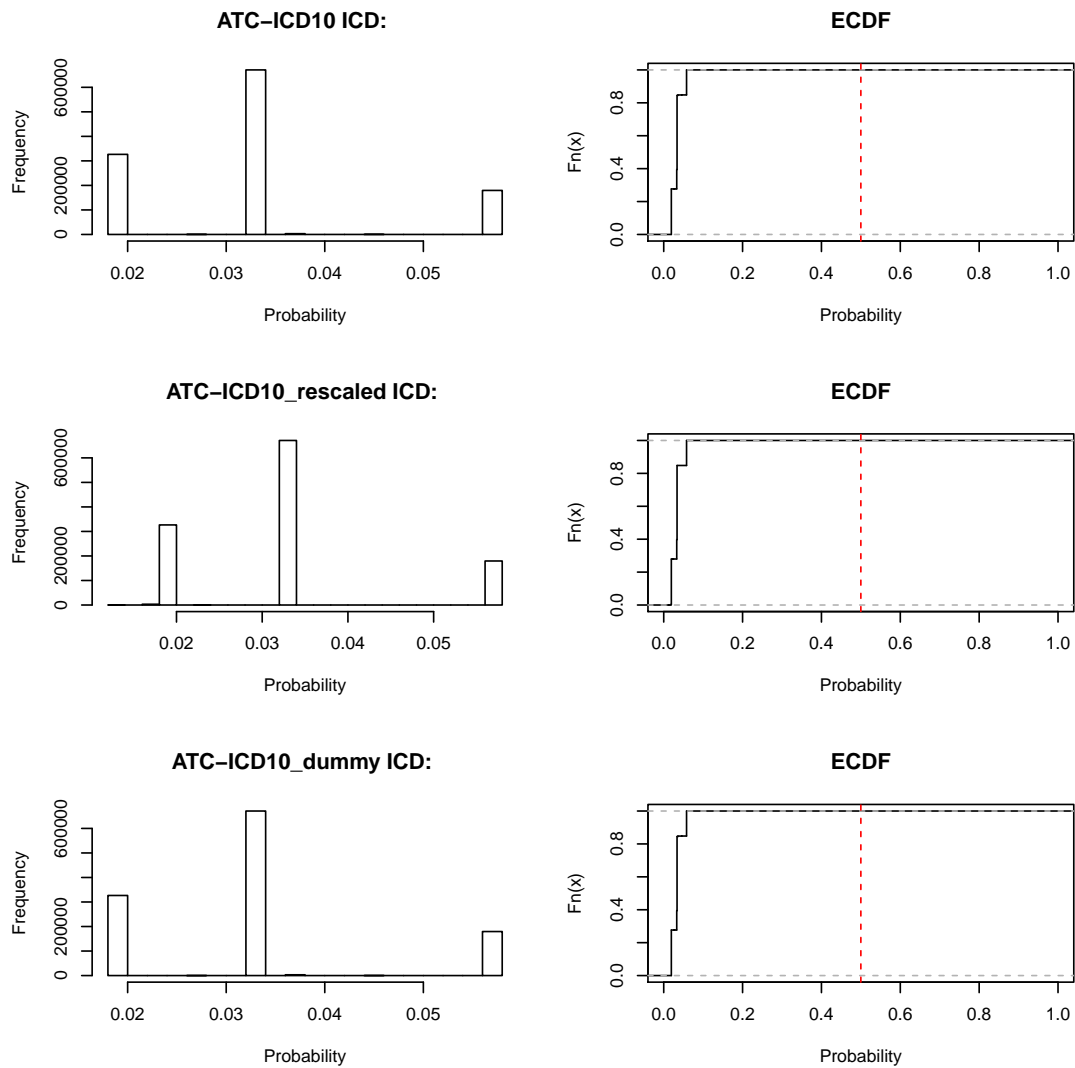 ATC−ICD10 ICD:
Frequency
0 200000 600000
0.02 0.03 0.04 0.05
Probability
ECDF
Fn(x)
0.0 0.4 0.8
0.0 0.2 0.4 0.6 0.8 1.0
Probability
ATC−ICD10_rescaled ICD:
Frequency
0 200000 600000
0.02 0.03 0.04 0.05
Probability
ECDF
Fn(x)
0.0 0.4 0.8
0.0 0.2 0.4 0.6 0.8 1.0
Probability
ATC−ICD10_dummy ICD:
Frequency
0 200000 600000
0.02 0.03 0.04 0.05
Probability
ECDF
Fn(x)
0.0 0.4 0.8
0.0 0.2 0.4 0.6 0.8 1.0
Probability